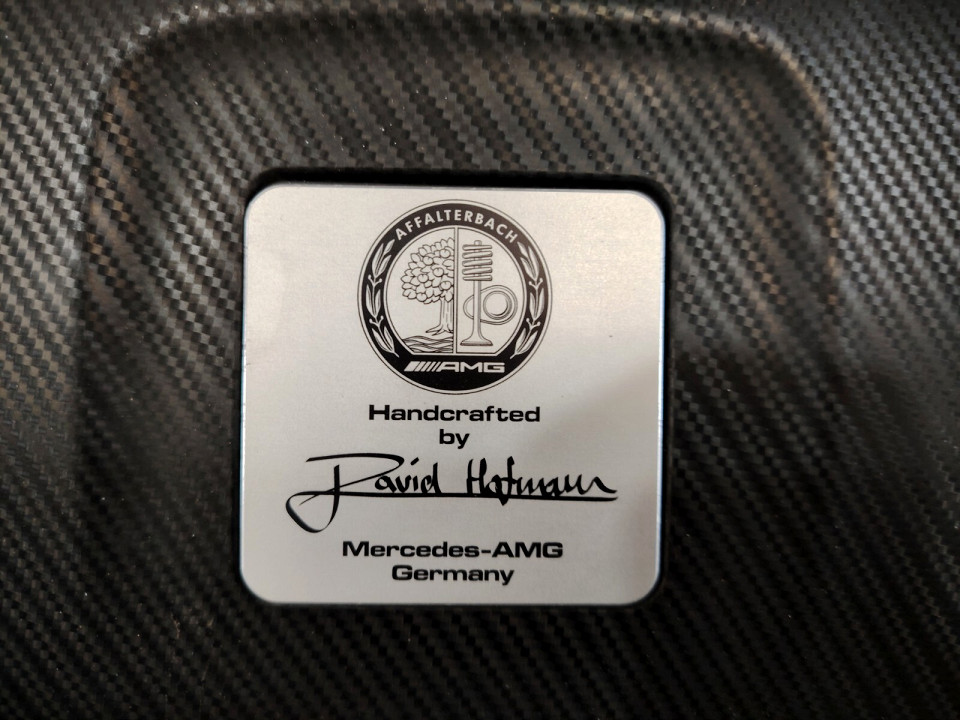 AFFALTERBACH
AMG
Handcrafted
by
David Hofmann
Mercedes-AMG
Germany